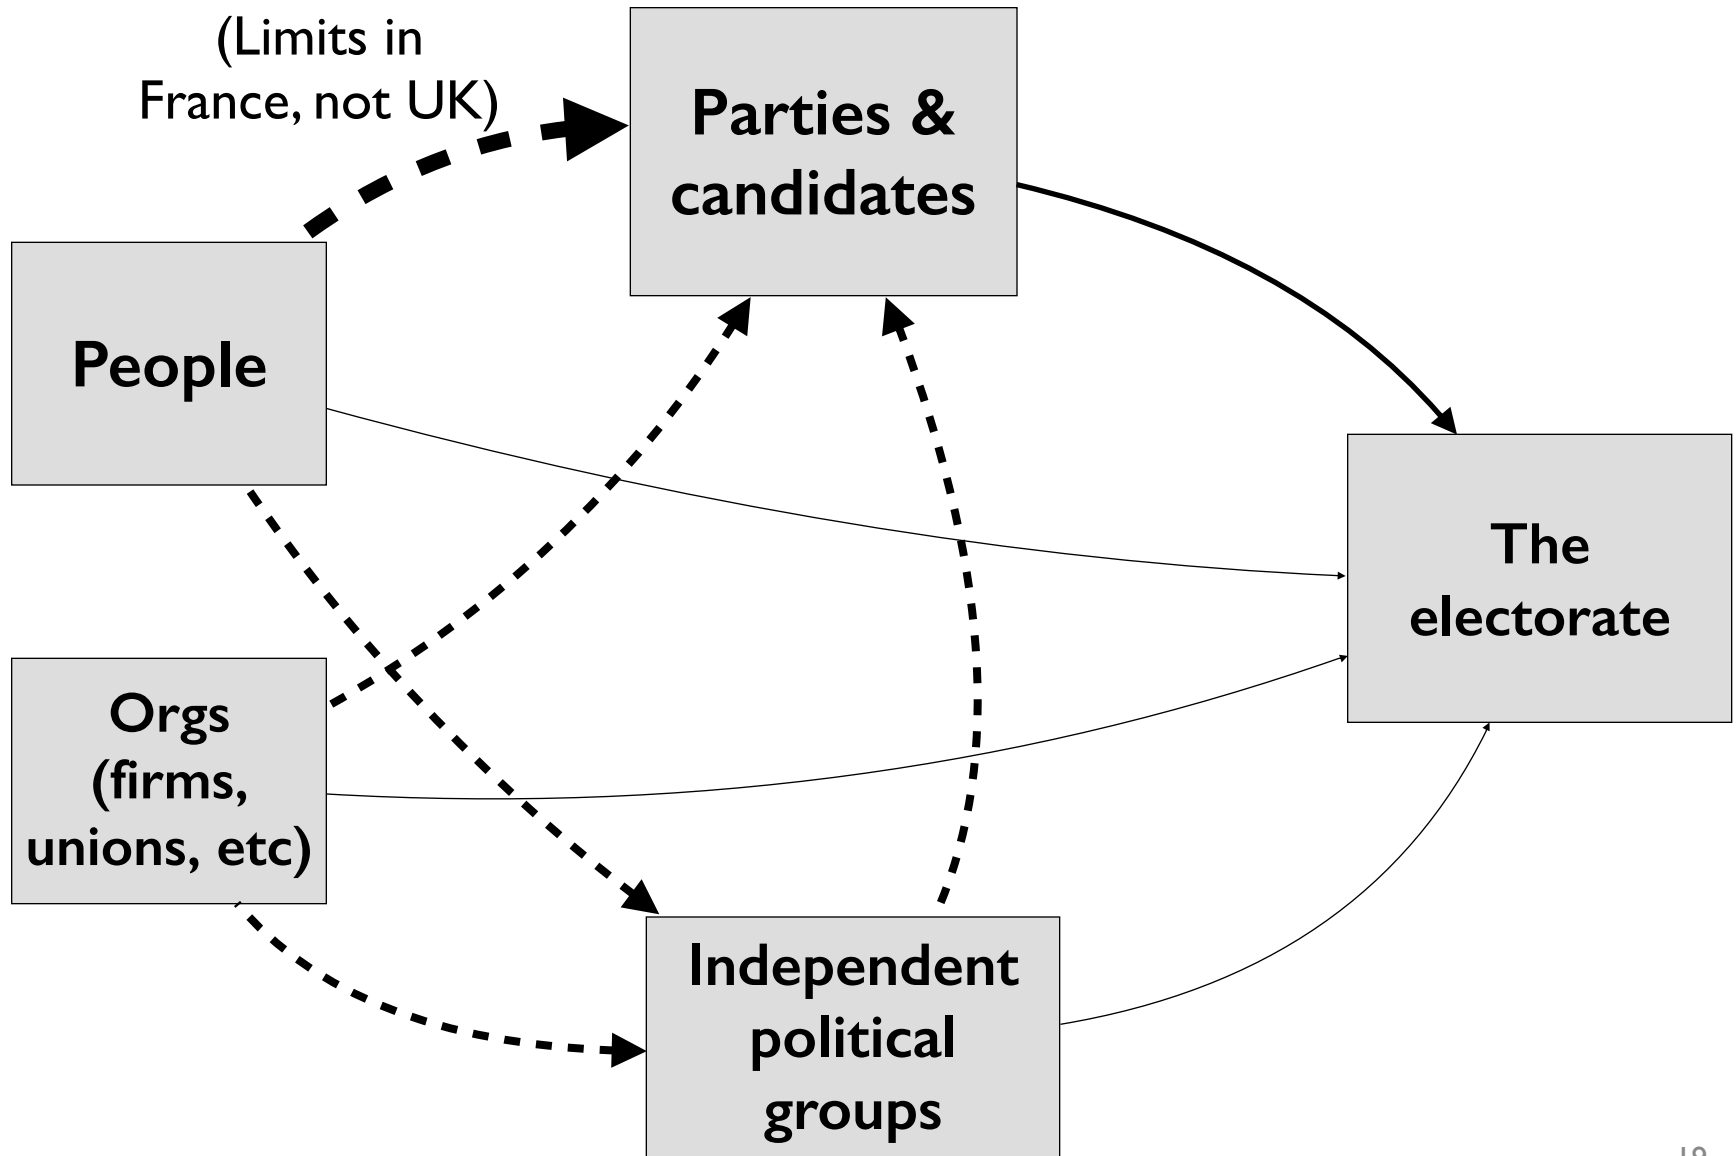 (Limits in
France, not UK)
Parties &
candidates
People
The
electorate
Orgs
(firms,
unions, etc)
Independent
political
groups